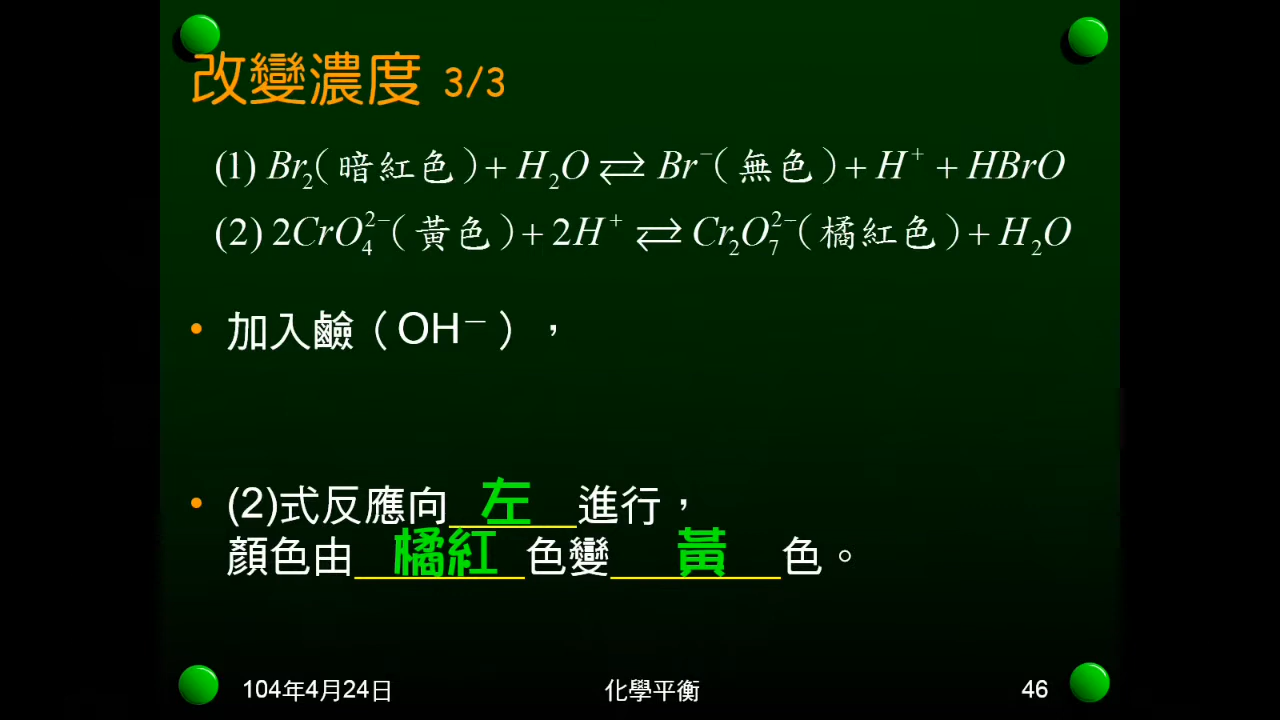 改變濃度 3/3
(1) Br₂(暗紅色)+ H₂O ⇄ Br⁻(無色)+ H⁺ + HBrO
(2) 2CrO₄²⁻(黃色)+ 2H⁺ ⇄ Cr₂O₇²⁻(橘紅色)+ H₂O
• 加入鹼（OH－），
• (2)式反應向 左 進行，
顏色由 橘紅 色變 黃 色。
104年4月24日 化學平衡 46